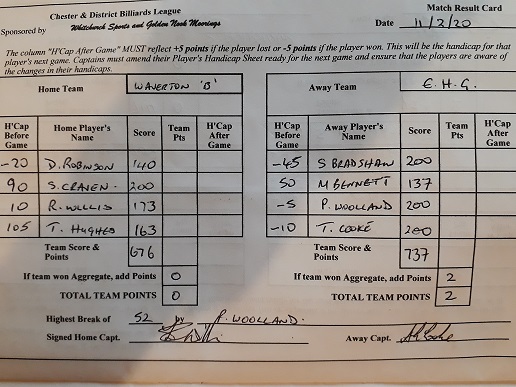 Chester & District Billiards League
Match Result Card
Sponsored by Whitchurch Sports and Golden Nook Moorings
Date 11/2/20
The column "H'Cap After Game" MUST reflect +5 points if the player lost or -5 points if the player won. This will be the handicap for that
player's next game. Captains must amend their Player's Handicap Sheet ready for the next game and ensure that the players are aware of
the changes in their handicaps.
Home Team WAVERTON 'B' Away Team E.H.G.
H'Cap Before Game Home Player's Name Score Team Pts H'Cap After Game H'Cap Before Game Away Player's Name Score Team Pts H'Cap After Game
-20 D. ROBINSON 140 -45 S BRADSHAW 200
90 S. CRAVEN. 200 50 M BENNETT 137
10 R. WILLIS 173 -5 P. WOOLLAND 200
105 T. HUGHES 163 -10 T. COOKE 200
Team Score & Points 676 Team Score & Points 737
If team won Aggregate, add Points 0 If team won Aggregate, add Points 2
TOTAL TEAM POINTS 0 TOTAL TEAM POINTS 2
Highest Break of 52 by P. WOOLLAND.
Signed Home Capt. Away Capt.